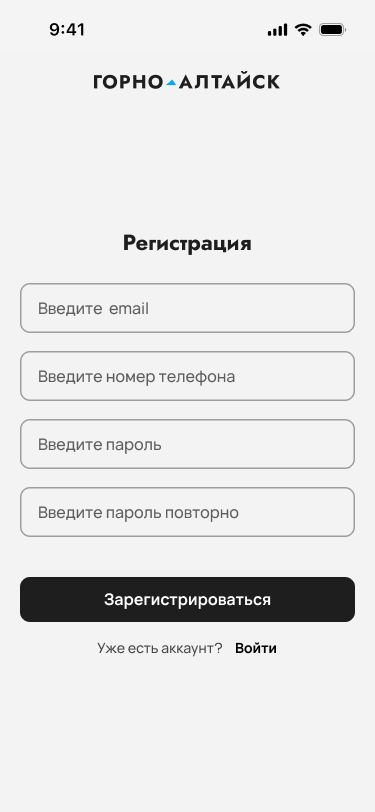 9:41
ГОРНО АЛТАЙСК
Регистрация
Введите email
Введите номер телефона
Введите пароль
Введите пароль повторно
Зарегистрироваться
Уже есть аккаунт? Войти